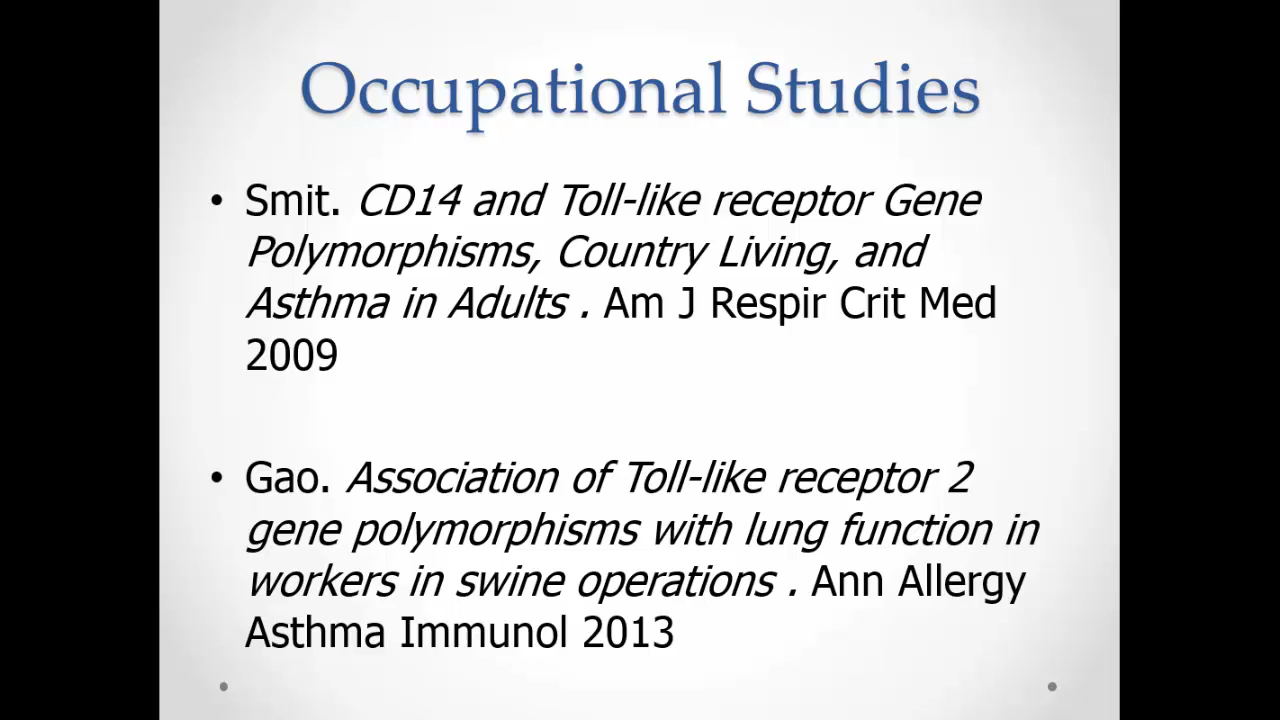 Occupational Studies
• Smit. CD14 and Toll-like receptor Gene
Polymorphisms, Country Living, and
Asthma in Adults . Am J Respir Crit Med
2009
• Gao. Association of Toll-like receptor 2
gene polymorphisms with lung function in
workers in swine operations . Ann Allergy
Asthma Immunol 2013